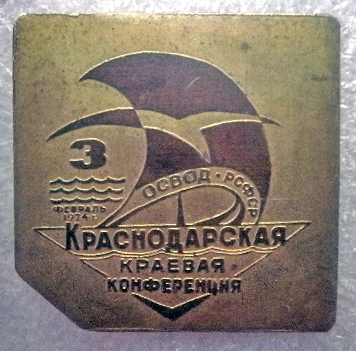 3
ФЕВРАЛЬ
1974 г.
ОСВОД • РСФСР
КРАСНОДАРСКАЯ
КРАЕВАЯ
КОНФЕРЕНЦИЯ